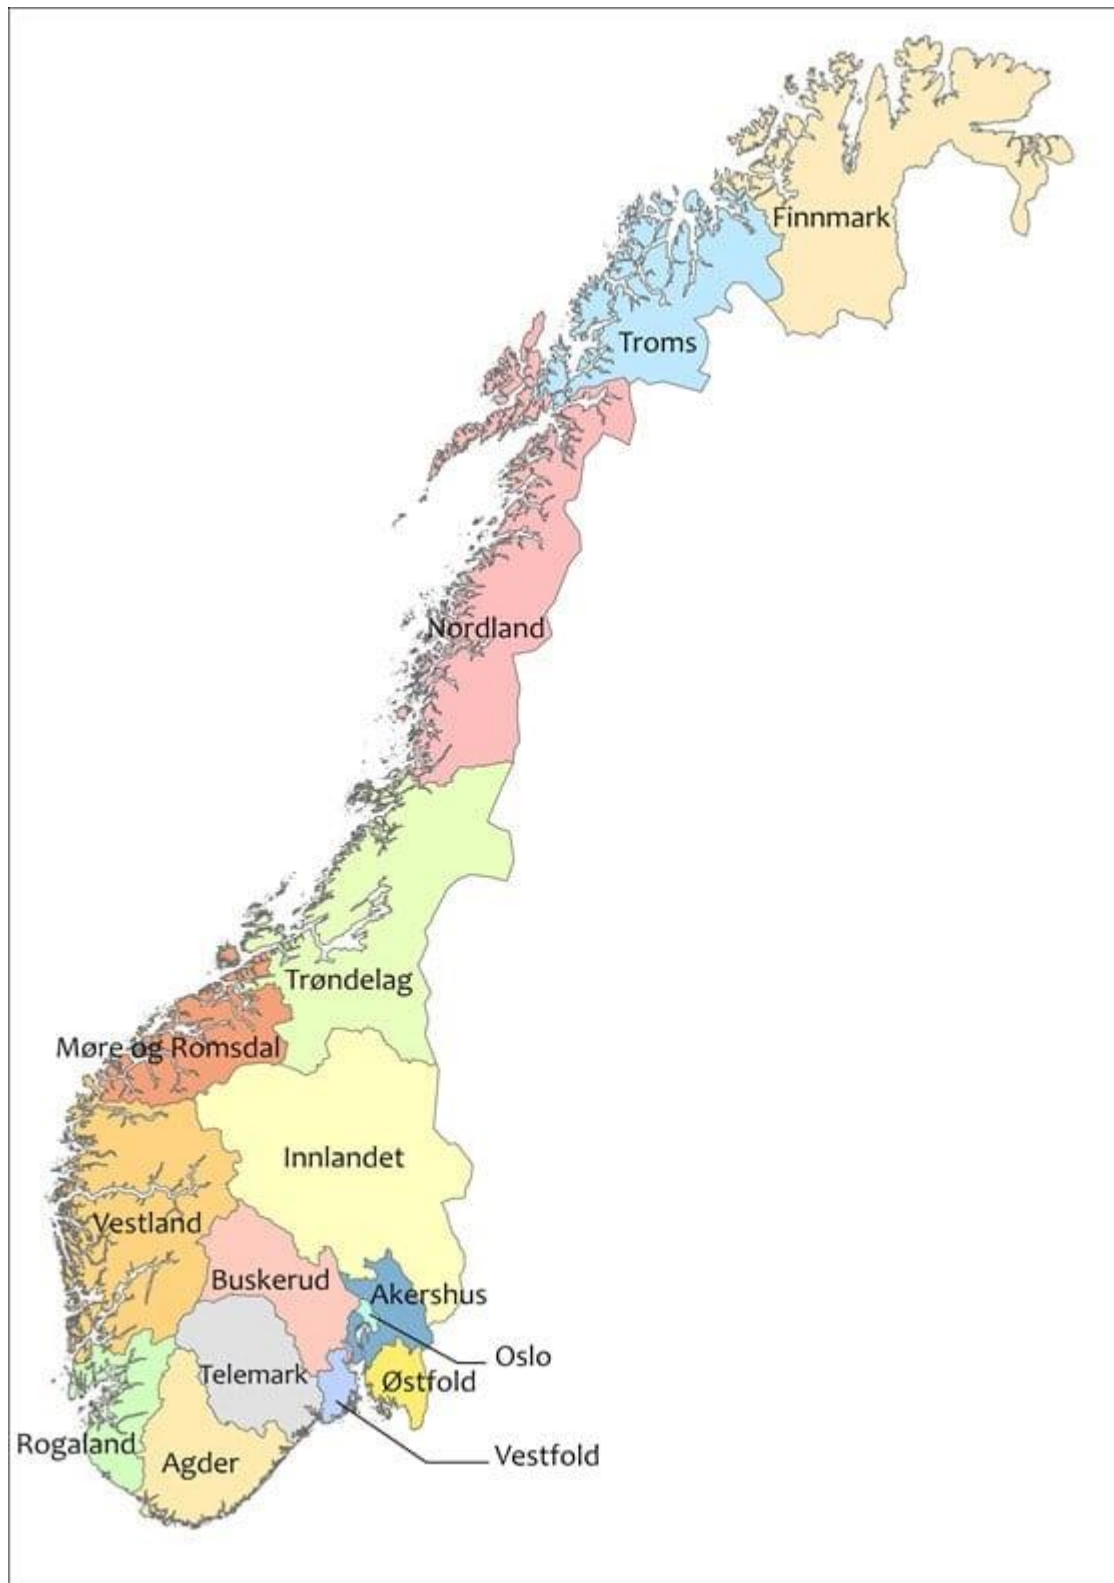 Finnmark
Troms
Nordland
Trøndelag
Møre og Romsdal
Innlandet
Vestland
Buskerud
Akershus
Oslo
Telemark
Østfold
Rogaland
Agder
Vestfold